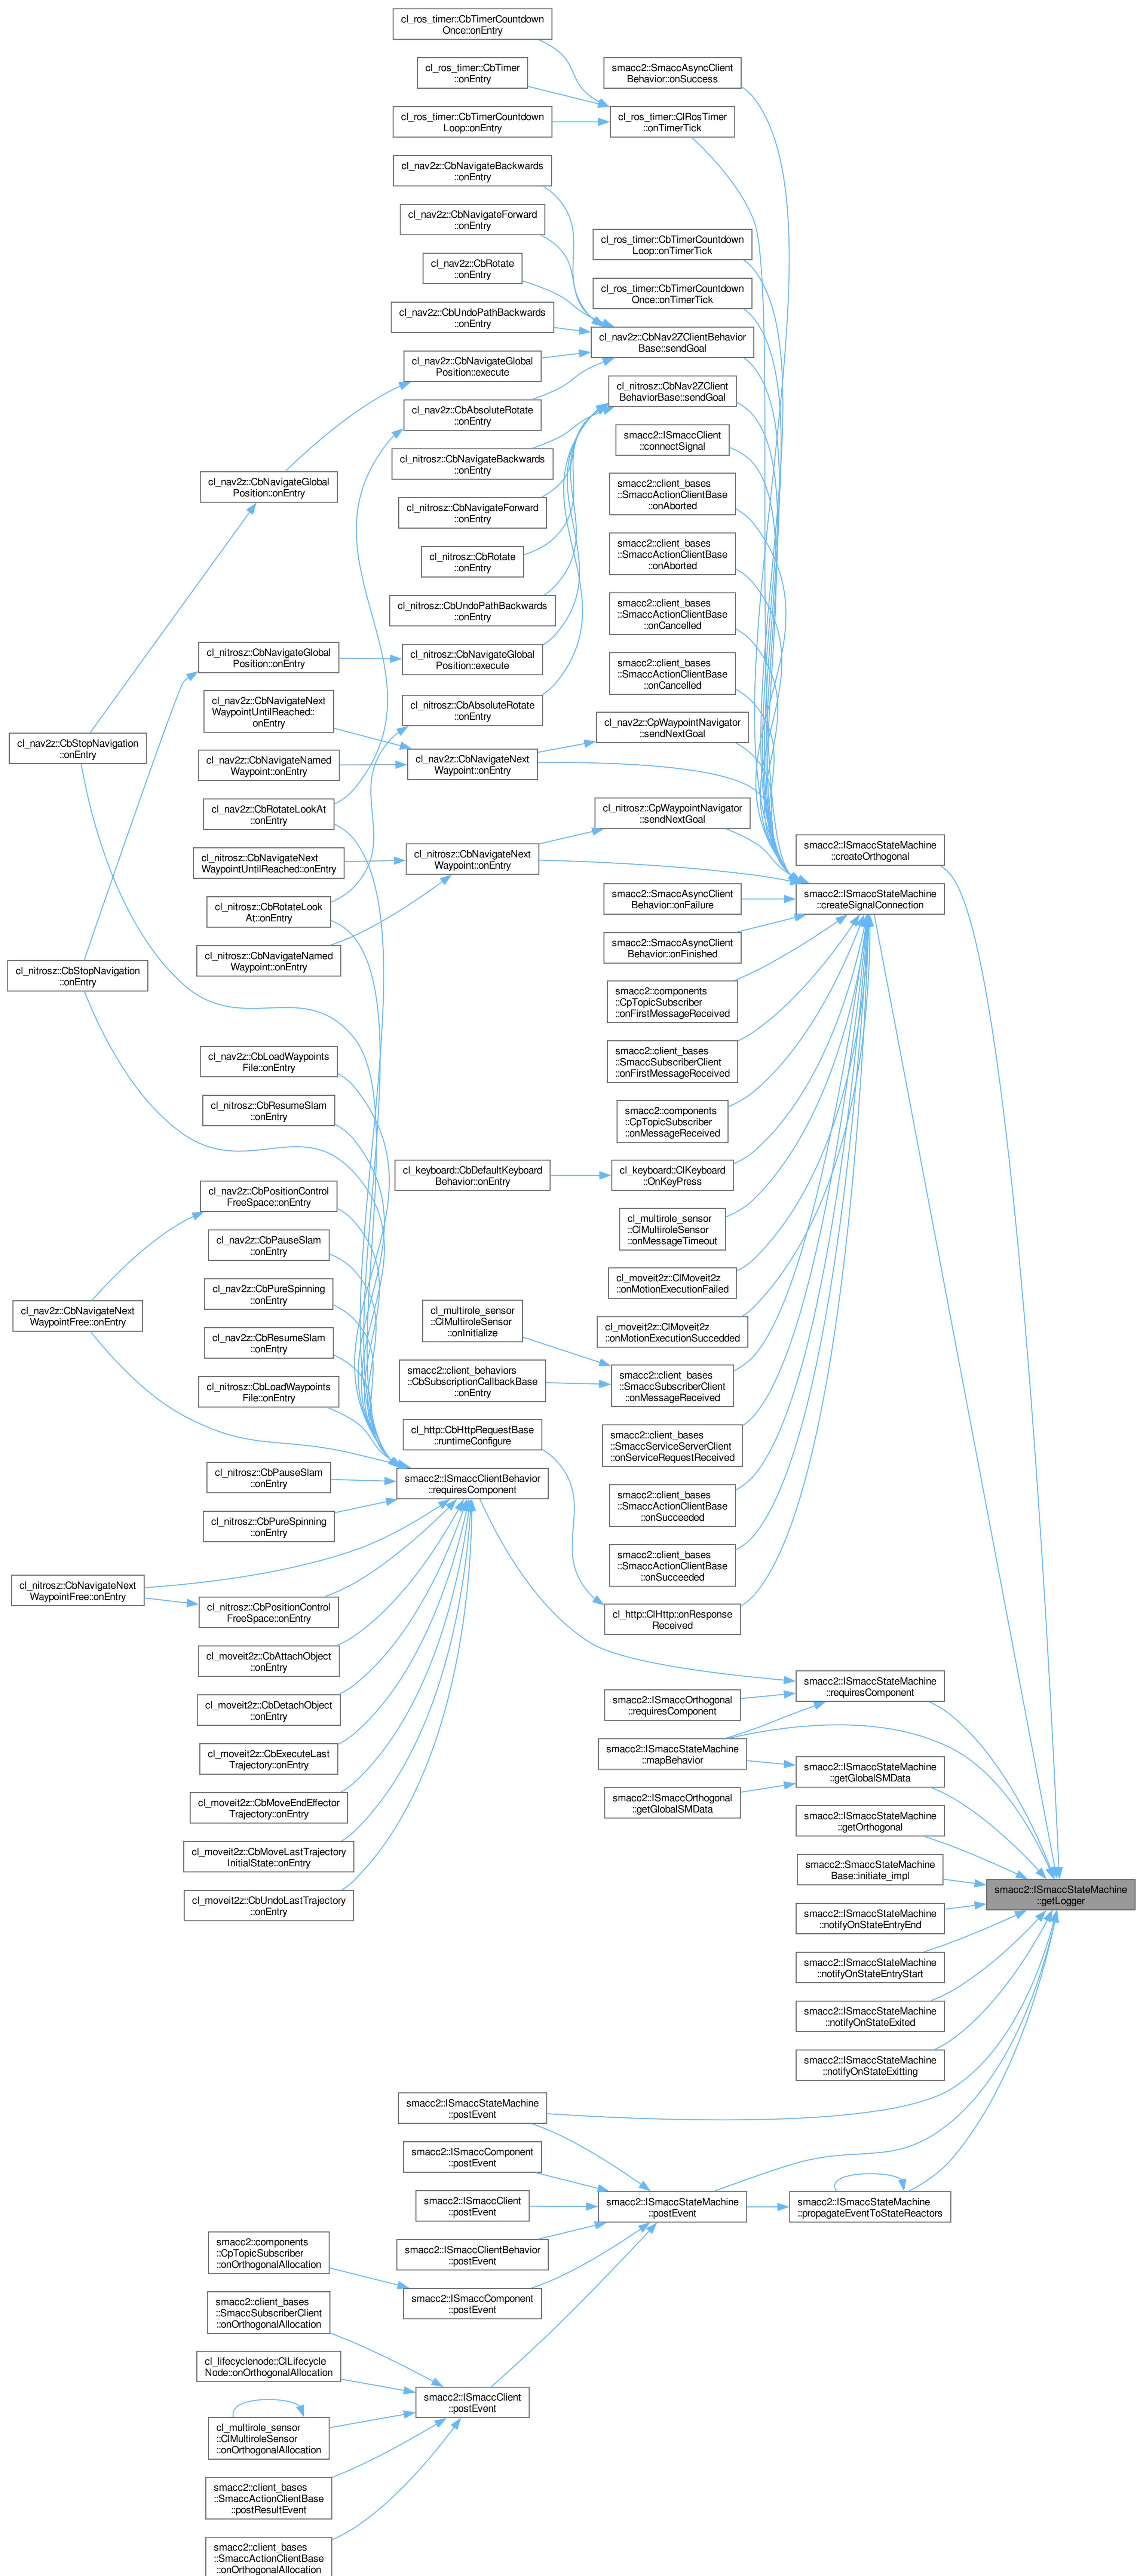 cl_ros_timer::CbTimerCountdown
Once::onEntry
cl_ros_timer::CbTimer
::onEntry
smacc2::SmaccAsyncClient
Behavior::onSuccess
cl_ros_timer::CbTimerCountdown
Loop::onEntry
cl_ros_timer::ClRosTimer
::onTimerTick
cl_nav2z::CbNavigateBackwards
::onEntry
cl_nav2z::CbNavigateForward
::onEntry
cl_ros_timer::CbTimerCountdown
Loop::onTimerTick
cl_nav2z::CbRotate
::onEntry
cl_ros_timer::CbTimerCountdown
Once::onTimerTick
cl_nav2z::CbUndoPathBackwards
::onEntry
cl_nav2z::CbNav2ZClientBehavior
Base::sendGoal
cl_nav2z::CbNavigateGlobal
Position::execute
cl_nitrosz::CbNav2ZClient
BehaviorBase::sendGoal
cl_nav2z::CbAbsoluteRotate
::onEntry
smacc2::ISmaccClient
::connectSignal
cl_nitrosz::CbNavigateBackwards
::onEntry
cl_nav2z::CbNavigateGlobal
Position::onEntry
smacc2::client_bases
::SmaccActionClientBase
::onAborted
cl_nitrosz::CbNavigateForward
::onEntry
smacc2::client_bases
::SmaccActionClientBase
::onAborted
cl_nitrosz::CbRotate
::onEntry
smacc2::client_bases
::SmaccActionClientBase
::onCancelled
cl_nitrosz::CbUndoPathBackwards
::onEntry
cl_nitrosz::CbNavigateGlobal
Position::onEntry
cl_nitrosz::CbNavigateGlobal
Position::execute
smacc2::client_bases
::SmaccActionClientBase
::onCancelled
cl_nav2z::CbNavigateNext
WaypointUntilReached::
onEntry
cl_nitrosz::CbAbsoluteRotate
::onEntry
cl_nav2z::CpWaypointNavigator
::sendNextGoal
cl_nav2z::CbStopNavigation
::onEntry
cl_nav2z::CbNavigateNamed
Waypoint::onEntry
cl_nav2z::CbNavigateNext
Waypoint::onEntry
cl_nav2z::CbRotateLookAt
::onEntry
cl_nitrosz::CpWaypointNavigator
::sendNextGoal
cl_nitrosz::CbNavigateNext
WaypointUntilReached::onEntry
cl_nitrosz::CbNavigateNext
Waypoint::onEntry
smacc2::ISmaccStateMachine
::createOrthogonal
cl_nitrosz::CbRotateLook
At::onEntry
smacc2::SmaccAsyncClient
Behavior::onFailure
smacc2::ISmaccStateMachine
::createSignalConnection
cl_nitrosz::CbNavigateNamed
Waypoint::onEntry
smacc2::SmaccAsyncClient
Behavior::onFinished
cl_nitrosz::CbStopNavigation
::onEntry
smacc2::components
::CpTopicSubscriber
::onFirstMessageReceived
cl_nav2z::CbLoadWaypoints
File::onEntry
smacc2::client_bases
::SmaccSubscriberClient
::onFirstMessageReceived
cl_nitrosz::CbResumeSlam
::onEntry
smacc2::components
::CpTopicSubscriber
::onMessageReceived
cl_keyboard::CbDefaultKeyboard
Behavior::onEntry
cl_keyboard::ClKeyboard
::OnKeyPress
cl_nav2z::CbPositionControl
FreeSpace::onEntry
cl_multirole_sensor
::ClMultiroleSensor
::onMessageTimeout
cl_nav2z::CbPauseSlam
::onEntry
cl_moveit2z::ClMoveit2z
::onMotionExecutionFailed
cl_nav2z::CbPureSpinning
::onEntry
cl_nav2z::CbNavigateNext
WaypointFree::onEntry
cl_multirole_sensor
::ClMultiroleSensor
::onInitialize
cl_moveit2z::ClMoveit2z
::onMotionExecutionSuccedded
cl_nav2z::CbResumeSlam
::onEntry
smacc2::client_behaviors
::CbSubscriptionCallbackBase
::onEntry
smacc2::client_bases
::SmaccSubscriberClient
::onMessageReceived
cl_nitrosz::CbLoadWaypoints
File::onEntry
cl_http::CbHttpRequestBase
::runtimeConfigure
smacc2::client_bases
::SmaccServiceServerClient
::onServiceRequestReceived
cl_nitrosz::CbPauseSlam
::onEntry
smacc2::ISmaccClientBehavior
::requiresComponent
smacc2::client_bases
::SmaccActionClientBase
::onSucceeded
cl_nitrosz::CbPureSpinning
::onEntry
smacc2::client_bases
::SmaccActionClientBase
::onSucceeded
cl_nitrosz::CbNavigateNext
WaypointFree::onEntry
cl_nitrosz::CbPositionControl
FreeSpace::onEntry
cl_http::ClHttp::onResponse
Received
cl_moveit2z::CbAttachObject
::onEntry
smacc2::ISmaccStateMachine
::requiresComponent
cl_moveit2z::CbDetachObject
::onEntry
smacc2::ISmaccOrthogonal
::requiresComponent
cl_moveit2z::CbExecuteLast
Trajectory::onEntry
smacc2::ISmaccStateMachine
::mapBehavior
smacc2::ISmaccStateMachine
::getGlobalSMData
cl_moveit2z::CbMoveEndEffector
Trajectory::onEntry
smacc2::ISmaccOrthogonal
::getGlobalSMData
smacc2::ISmaccStateMachine
::getOrthogonal
cl_moveit2z::CbMoveLastTrajectory
InitialState::onEntry
smacc2::SmaccStateMachine
Base::initiate_impl
cl_moveit2z::CbUndoLastTrajectory
::onEntry
smacc2::ISmaccStateMachine
::getLogger
smacc2::ISmaccStateMachine
::notifyOnStateEntryEnd
smacc2::ISmaccStateMachine
::notifyOnStateEntryStart
smacc2::ISmaccStateMachine
::notifyOnStateExited
smacc2::ISmaccStateMachine
::notifyOnStateExitting
smacc2::ISmaccStateMachine
::postEvent
smacc2::ISmaccComponent
::postEvent
smacc2::ISmaccClient
::postEvent
smacc2::ISmaccStateMachine
::postEvent
smacc2::ISmaccStateMachine
::propagateEventToStateReactors
smacc2::ISmaccClientBehavior
::postEvent
smacc2::components
::CpTopicSubscriber
::onOrthogonalAllocation
smacc2::ISmaccComponent
::postEvent
smacc2::client_bases
::SmaccSubscriberClient
::onOrthogonalAllocation
cl_lifecyclenode::ClLifecycle
Node::onOrthogonalAllocation
smacc2::ISmaccClient
::postEvent
cl_multirole_sensor
::ClMultiroleSensor
::onOrthogonalAllocation
smacc2::client_bases
::SmaccActionClientBase
::postResultEvent
smacc2::client_bases
::SmaccActionClientBase
::onOrthogonalAllocation